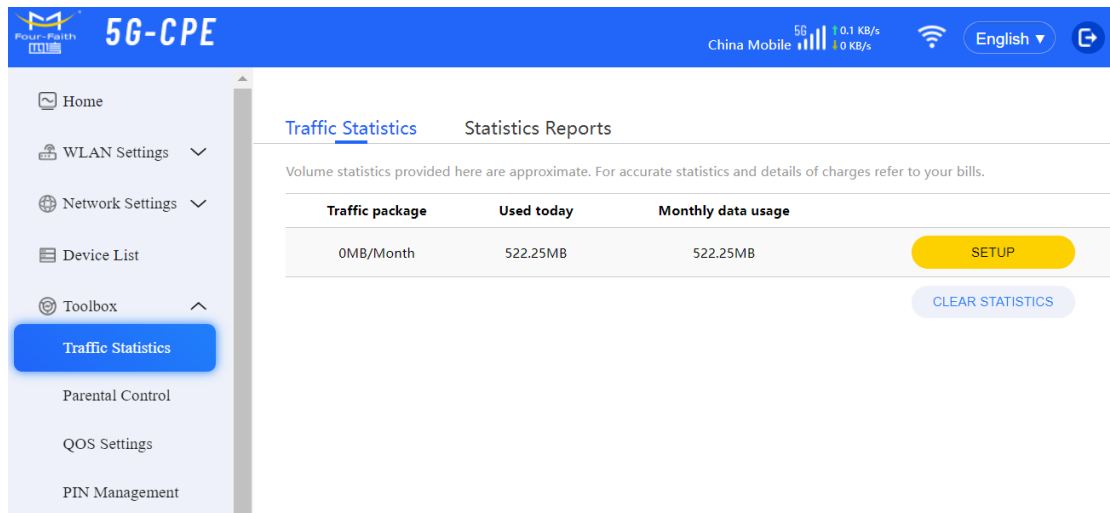 Four-Faith
四信
5G-CPE
5G
China Mobile
↑0.1 KB/s
↓0 KB/s
English ▼
Home
WLAN Settings
Network Settings
Device List
Toolbox
Traffic Statistics
Parental Control
QOS Settings
PIN Management
Traffic Statistics Statistics Reports
Volume statistics provided here are approximate. For accurate statistics and details of charges refer to your bills.
Traffic package Used today Monthly data usage
0MB/Month 522.25MB 522.25MB SETUP
CLEAR STATISTICS